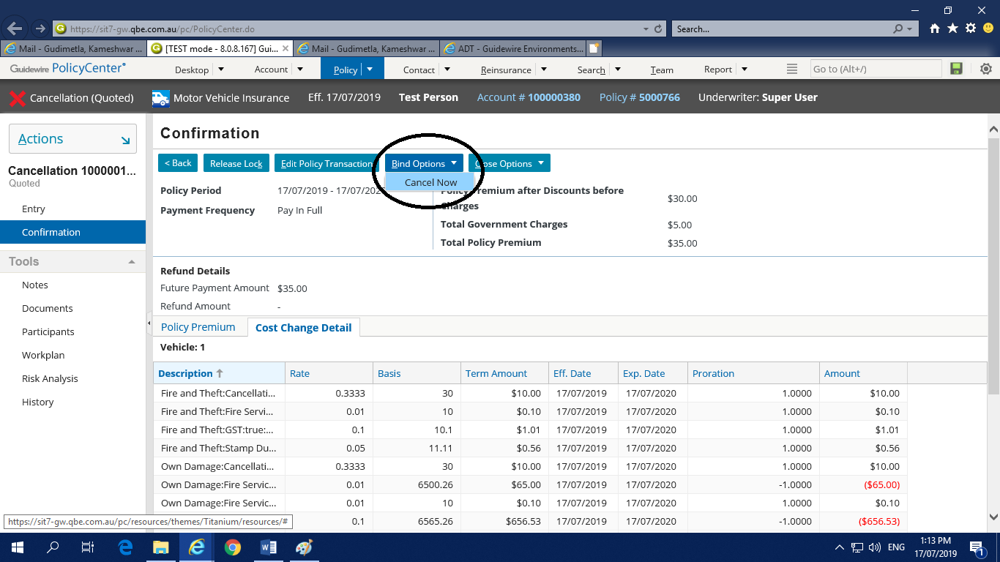 https://sit7-gw.qbe.com.au/pc/PolicyCenter.do
Search...
Mail - Gudimetla, Kameshwar ...
[TEST mode - 8.0.8.167] Gui...
Mail - Gudimetla, Kameshwar ...
ADT - Guidewire Environments...
Guidewire PolicyCenter
Desktop
Account
Policy
Contact
Reinsurance
Search
Team
Report
Go to (Alt+/)
Cancellation (Quoted)
Motor Vehicle Insurance
Eff. 17/07/2019
Test Person
Account # 100000380
Policy # 5000766
Underwriter: Super User
Actions
Cancellation 1000001...
Quoted
Entry
Confirmation
Tools
Notes
Documents
Participants
Workplan
Risk Analysis
History
Confirmation
< Back
Release Lock
Edit Policy Transaction
Bind Options
Close Options
Cancel Now
Policy Period 17/07/2019 - 17/07/202
Payment Frequency Pay In Full
Policy Premium after Discounts before
Charges
$30.00
Total Government Charges $5.00
Total Policy Premium $35.00
Refund Details
Future Payment Amount $35.00
Refund Amount -
Policy Premium
Cost Change Detail
Vehicle: 1
Description Rate Basis Term Amount Eff. Date Exp. Date Proration Amount
Fire and Theft:Cancellati... 0.3333 30 $10.00 17/07/2019 17/07/2020 1.0000 $10.00
Fire and Theft:Fire Servi... 0.01 10 $0.10 17/07/2019 17/07/2020 1.0000 $0.10
Fire and Theft:GST:true:... 0.1 10.1 $1.01 17/07/2019 17/07/2020 1.0000 $1.01
Fire and Theft:Stamp Du... 0.05 11.11 $0.56 17/07/2019 17/07/2020 1.0000 $0.56
Own Damage:Cancellati... 0.3333 30 $10.00 17/07/2019 17/07/2020 1.0000 $10.00
Own Damage:Fire Servic... 0.01 6500.26 $65.00 17/07/2019 17/07/2020 -1.0000 ($65.00)
Own Damage:Fire Servic... 0.01 10 $0.10 17/07/2019 17/07/2020 1.0000 $0.10
0.1 6565.26 $656.53 17/07/2019 17/07/2020 -1.0000 ($656.53)
https://sit7-gw.qbe.com.au/pc/resources/themes/Titanium/resources/#
ENG
1:13 PM
17/07/2019
1